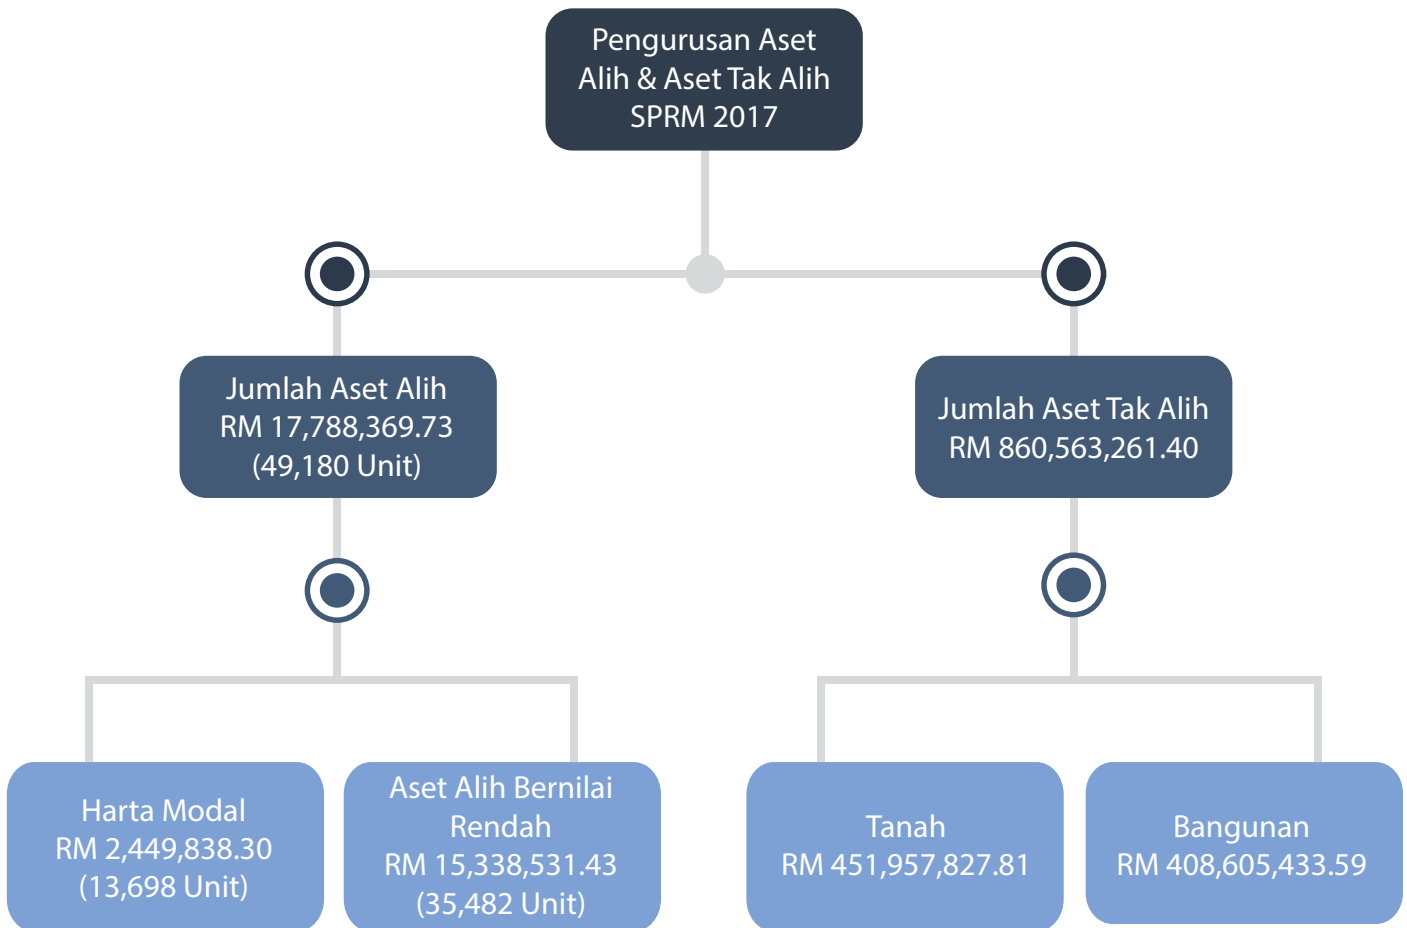 Pengurusan Aset
Alih & Aset Tak Alih
SPRM 2017
Jumlah Aset Alih
RM 17,788,369.73
(49,180 Unit)
Jumlah Aset Tak Alih
RM 860,563,261.40
Harta Modal
RM 2,449,838.30
(13,698 Unit)
Aset Alih Bernilai
Rendah
RM 15,338,531.43
(35,482 Unit)
Tanah
RM 451,957,827.81
Bangunan
RM 408,605,433.59